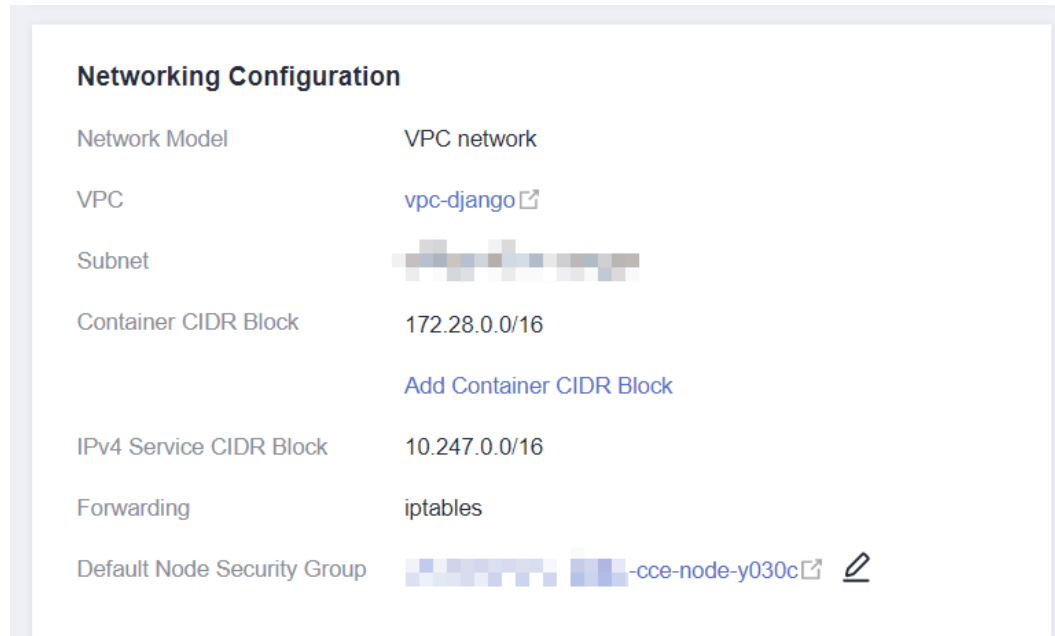 Networking Configuration
Network Model VPC network
VPC vpc-django
Subnet
Container CIDR Block 172.28.0.0/16
Add Container CIDR Block
IPv4 Service CIDR Block 10.247.0.0/16
Forwarding iptables
Default Node Security Group -cce-node-y030c